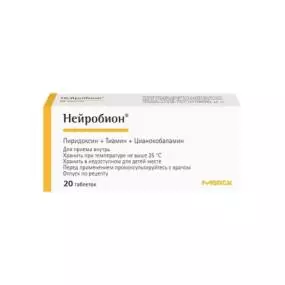 Нейробион®
Пиридоксин + Тиамин + Цианокобаламин
Для приема внутрь
Хранить при температуре не выше 25 °C
Хранить в недоступном для детей месте
Перед применением проконсультируйтесь с врачом
Отпуск по рецепту
20 таблеток
MERCK